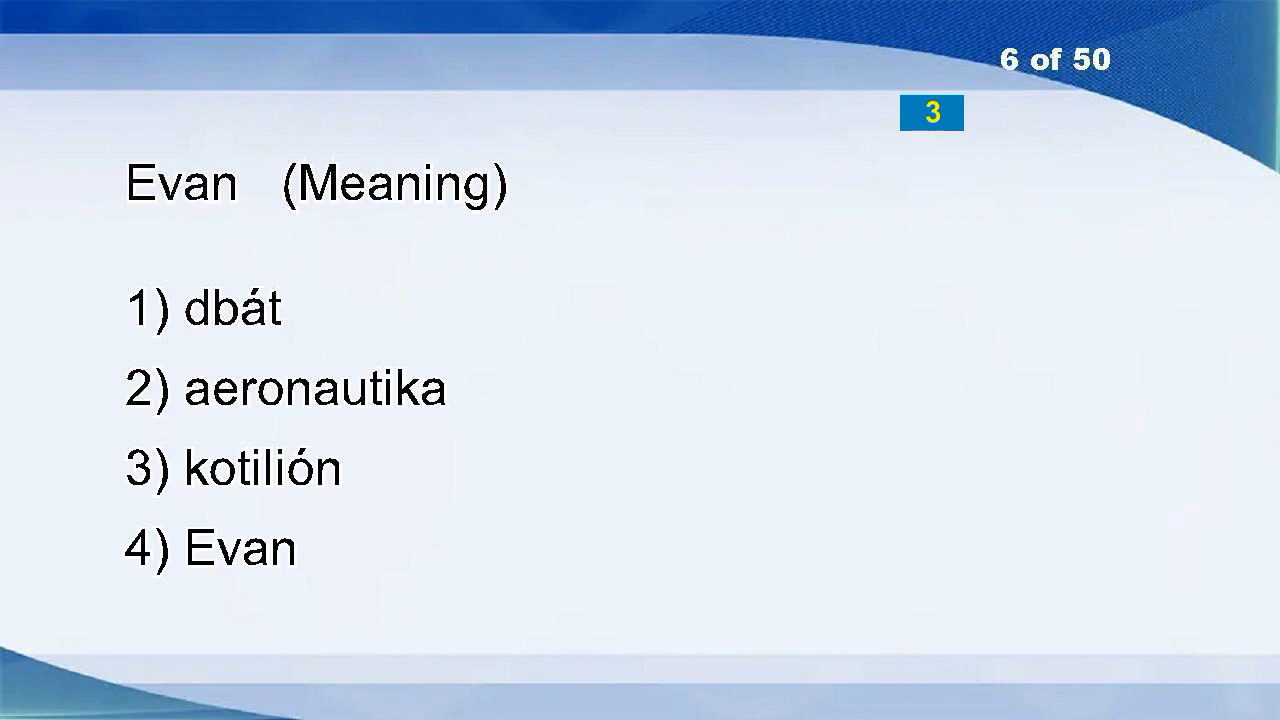 6 of 50
3
Evan (Meaning)
1) dbát
2) aeronautika
3) kotilión
4) Evan